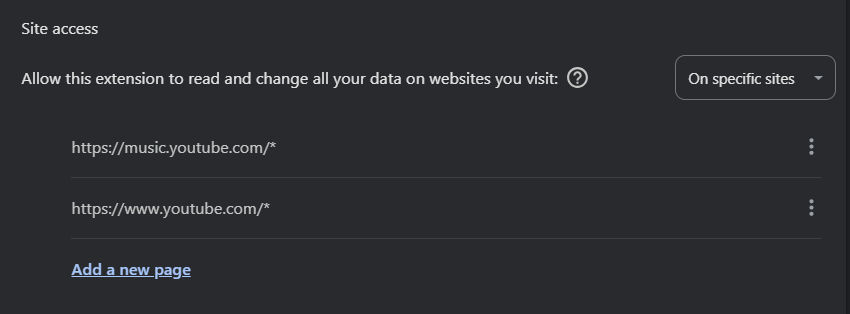 Site access
Allow this extension to read and change all your data on websites you visit: ? On specific sites
https://music.youtube.com/*
https://www.youtube.com/*
Add a new page